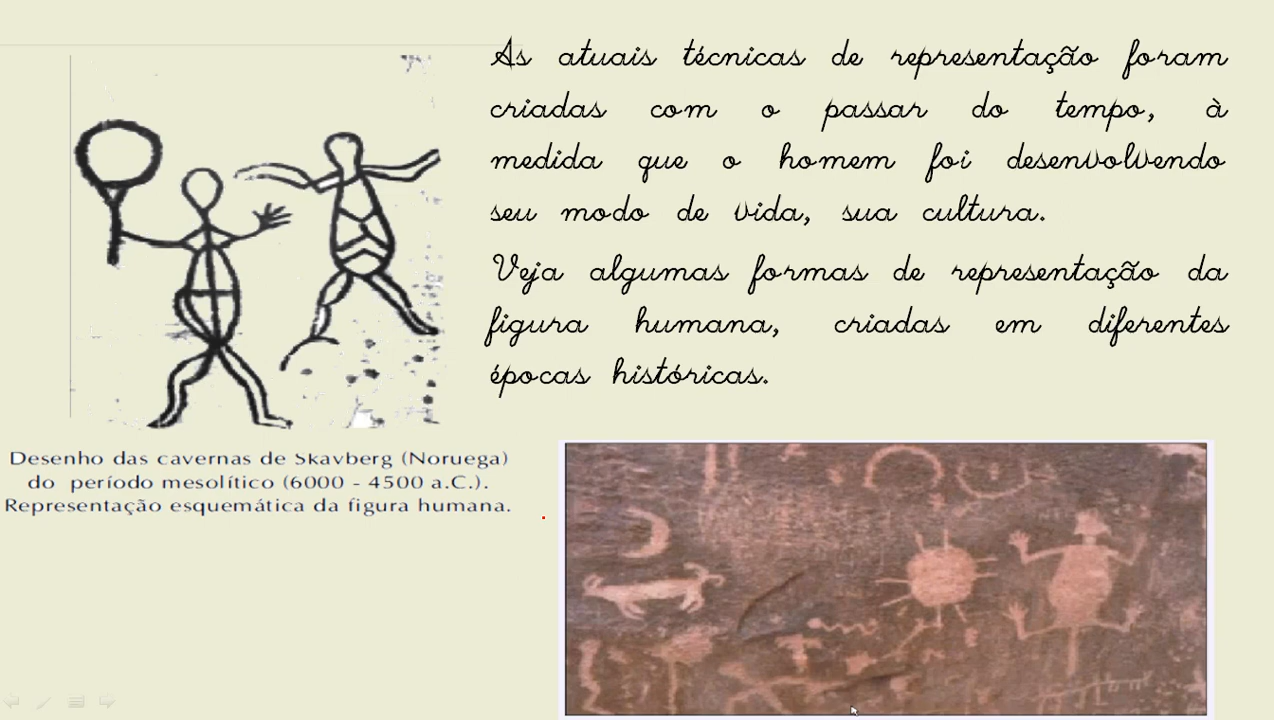 As atuais técnicas de representação foram
criadas com o passar do tempo, à
medida que o homem foi desenvolvendo
seu modo de vida, sua cultura.
Veja algumas formas de representação da
figura humana, criadas em diferentes
épocas históricas.
Desenho das cavernas de Skavberg (Noruega)
do período mesolítico (6000 - 4500 a.C.).
Representação esquemática da figura humana.